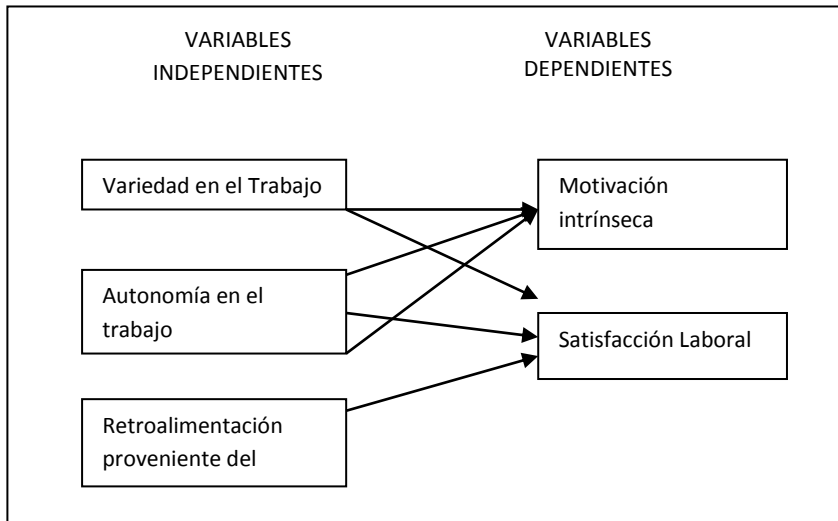 VARIABLES
INDEPENDIENTES
VARIABLES
DEPENDIENTES
Variedad en el Trabajo
Autonomía en el
trabajo
Retroalimentación
proveniente del
Motivación
intrínseca
Satisfacción Laboral